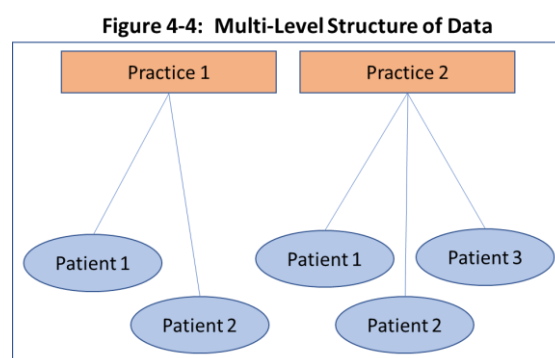 Figure 4-4: Multi-Level Structure of Data
Practice 1
Practice 2
Patient 1
Patient 2
Patient 1
Patient 2
Patient 3